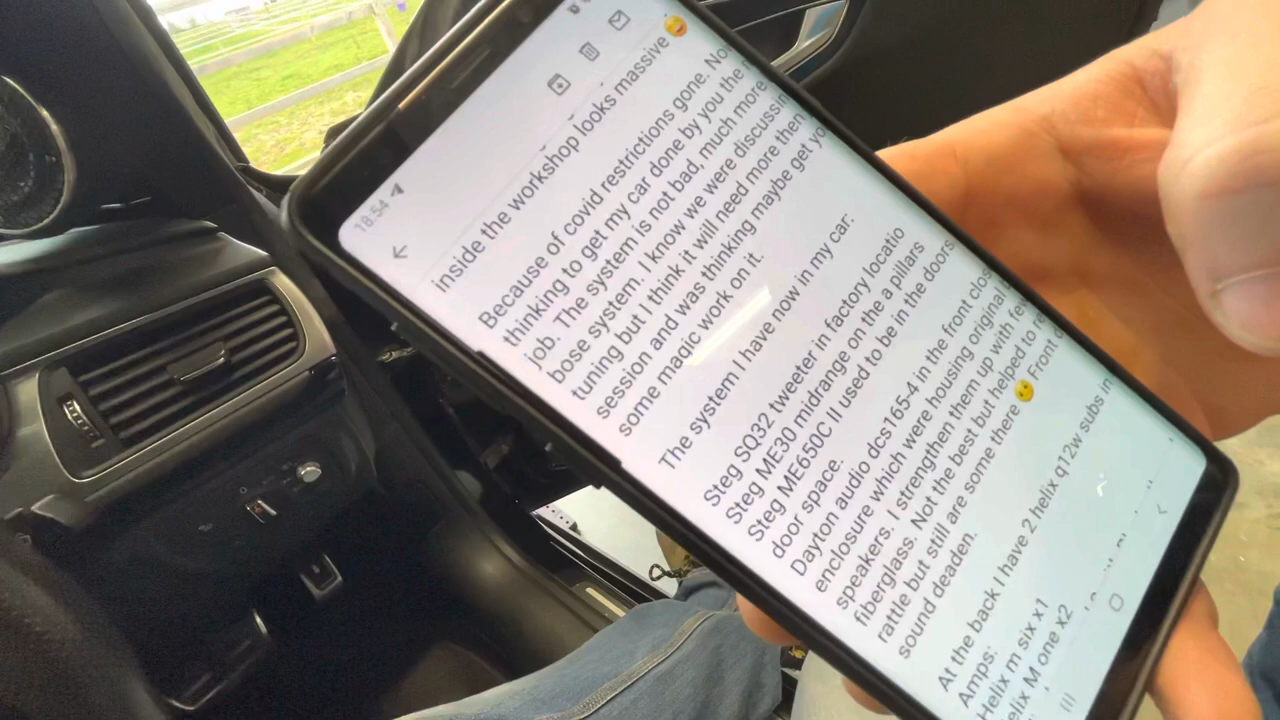 18:54
inside the workshop looks massive 😀
Because of covid restrictions gone.
thinking to get my car done by you the
job. The system is not bad, much more
bose system. I know we were
tuning but I think it will need more then
session and was thinking maybe get
some magic work on it.
The system I have now in my car:
Steg SQ32 tweeter in factory
Steg ME30 midrange on the a pillars
Steg ME650C II used to be in the doors
door space.
Dayton audio dcs165-4 in the front
enclosure which were housing original
speakers. I strengthen them up with
fiberglass. Not the best but helped to
rattle but still are some there 🙂 Front
sound deaden.
At the back I have 2 helix q12w subs in
Amps:
Helix m six x1
Helix M one x2